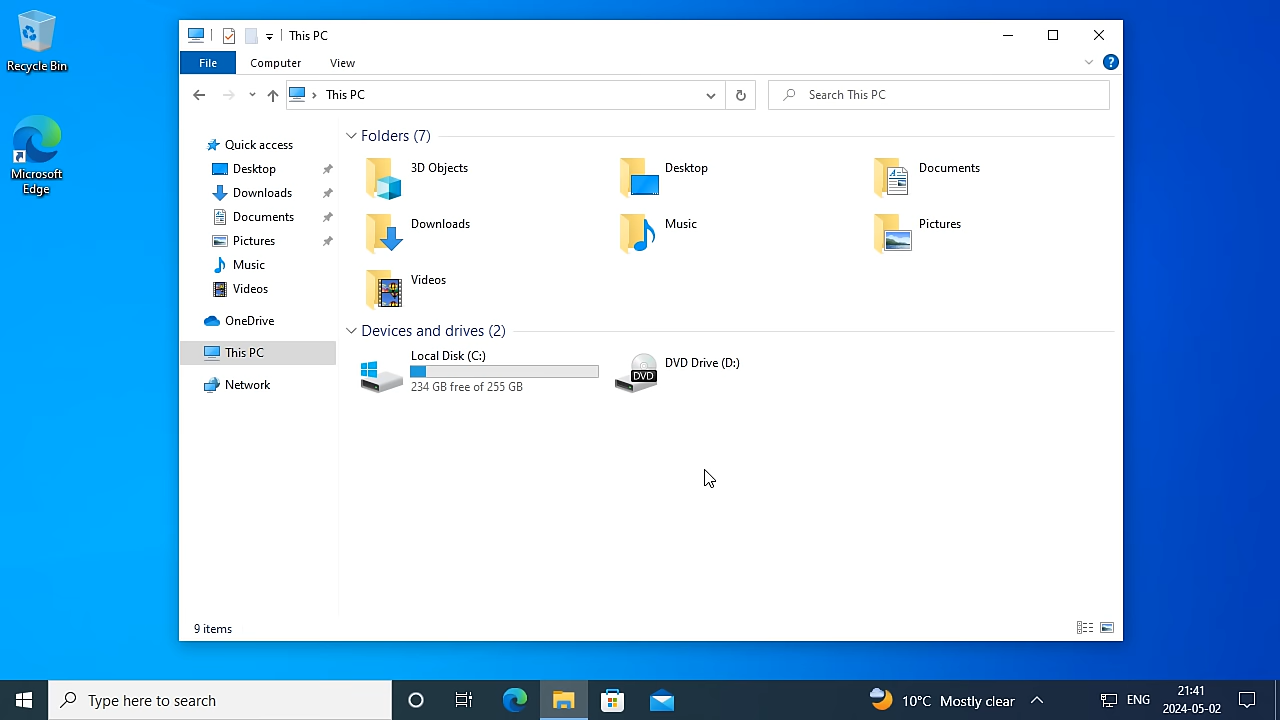 Recycle Bin
Microsoft
Edge
This PC
File
Computer
View
This PC
Search This PC
Quick access
Desktop
Downloads
Documents
Pictures
Music
Videos
OneDrive
This PC
Network
Folders (7)
3D Objects
Desktop
Documents
Downloads
Music
Pictures
Videos
Devices and drives (2)
Local Disk (C:)
234 GB free of 255 GB
DVD
DVD Drive (D:)
9 items
Type here to search
10°C Mostly clear
ENG
21:41
2024-05-02